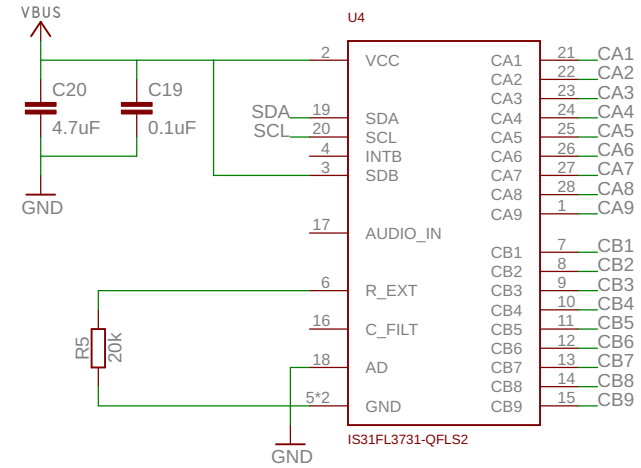 VBUS
U4
2 VCC CA1 21 CA1
CA2 22 CA2
C20 C19 CA3 23 CA3
4.7uF 0.1uF SDA 19 SDA CA4 24 CA4
SCL 20 SCL CA5 25 CA5
4 INTB CA6 26 CA6
3 SDB CA7 27 CA7
CA8 28 CA8
GND CA9 1 CA9
17 AUDIO_IN
CB1 7 CB1
CB2 8 CB2
6 R_EXT CB3 9 CB3
CB4 10 CB4
16 C_FILT CB5 11 CB5
R5 20k CB6 12 CB6
18 AD CB7 13 CB7
CB8 14 CB8
5*2 GND CB9 15 CB9
IS31FL3731-QFLS2
GND